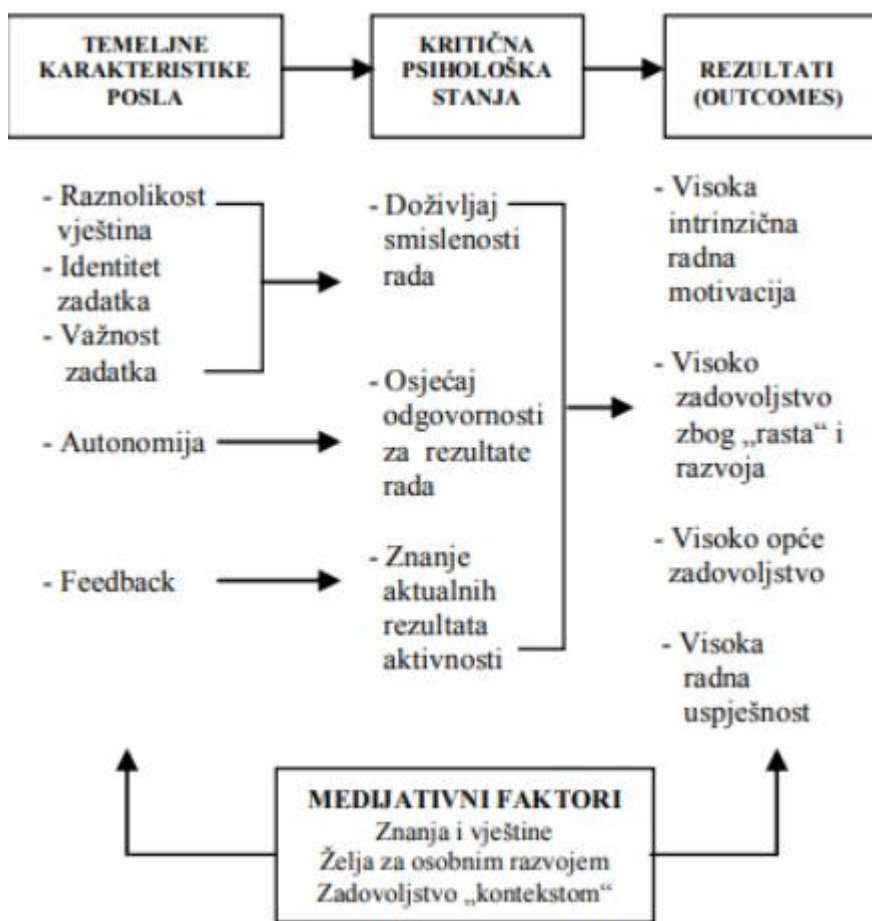 TEMELJNE
KARAKTERISTIKE
POSLA
KRITIČNA
PSIHOLOŠKA
STANJA
REZULTATI
(OUTCOMES)
- Raznolikost
vještina
- Identitet
zadatka
- Važnost
zadatka
- Autonomija
- Feedback
- Doživljaj
smislenosti
rada
- Osjećaj
odgovornosti
za rezultate
rada
- Znanje
aktualnih
rezultata
aktivnosti
- Visoka
intrinzična
radna
motivacija
- Visoko
zadovoljstvo
zbog „rasta“ i
razvoja
- Visoko opće
zadovoljstvo
- Visoka
radna
uspješnost
MEDIJATIVNI FAKTORI
Znanja i vještine
Želja za osobnim razvojem
Zadovoljstvo „kontekstom“